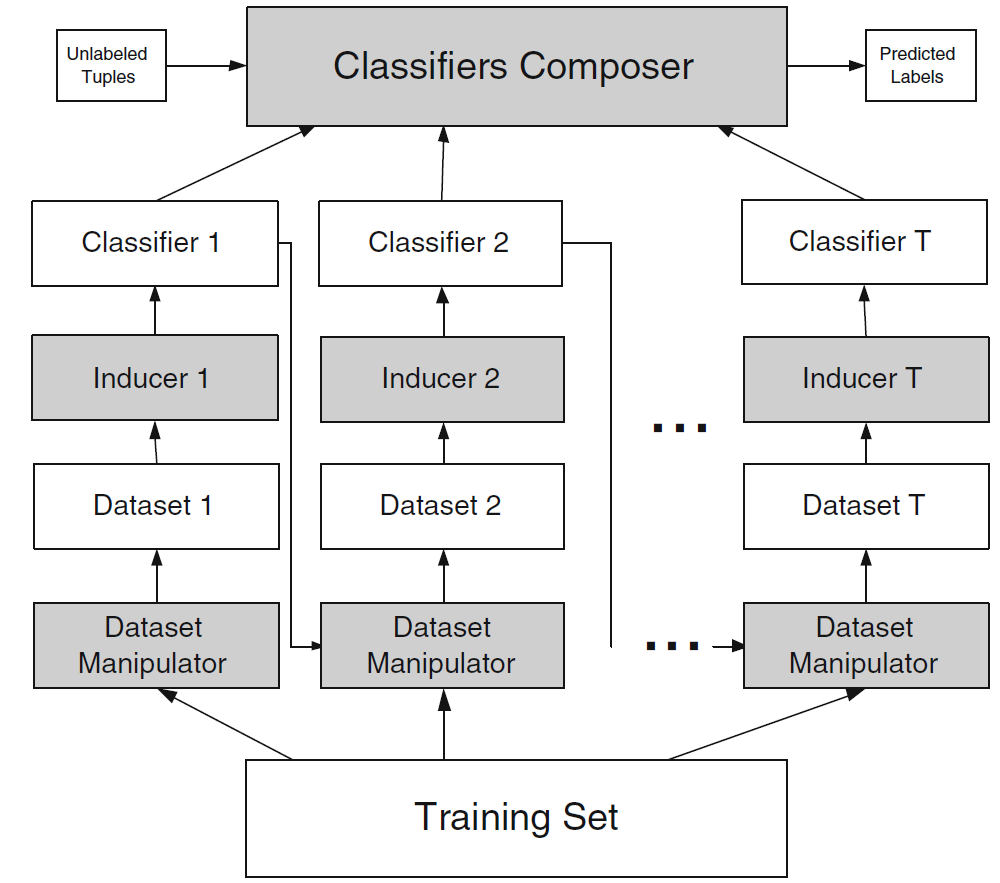 Unlabeled
Tuples
Classifiers Composer
Predicted
Labels
Classifier 1
Classifier 2
Classifier T
Inducer 1
Inducer 2
Inducer T
...
Dataset 1
Dataset 2
Dataset T
Dataset
Manipulator
Dataset
Manipulator
...
Dataset
Manipulator
Training Set